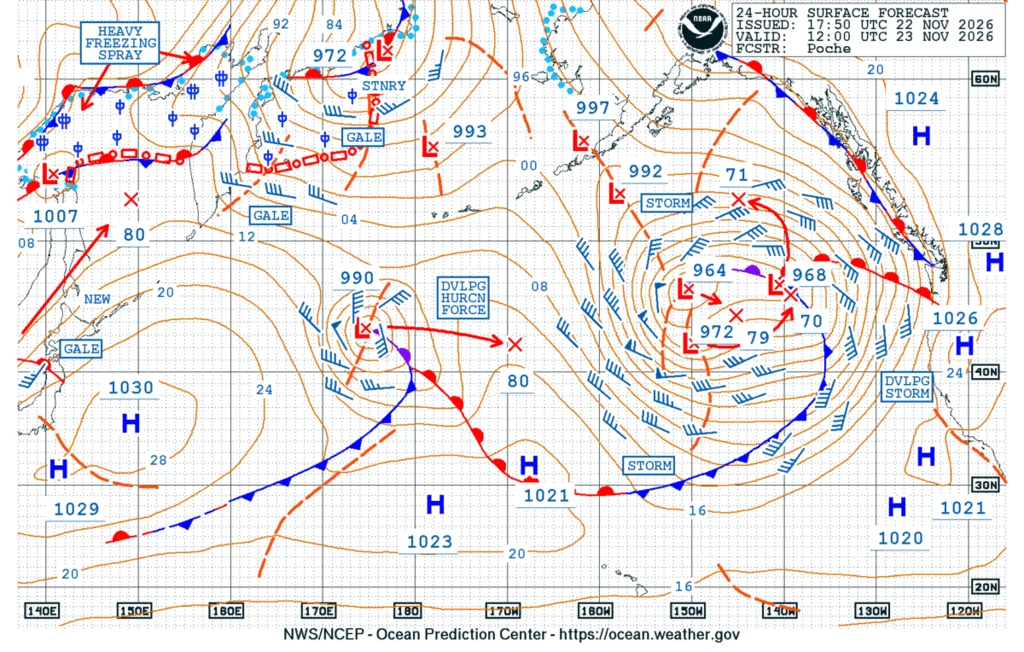 24-HOUR SURFACE FORECAST
ISSUED: 17:50 UTC 22 NOV 2026
VALID: 12:00 UTC 23 NOV 2026
FCSTR: Poche
NOAA
HEAVY
FREEZING
SPRAY
92
84
972
L
STNRY
GALE
993
96
997
L
L
20
60N
1024
H
00
992
L
STORM
71
L
1007
80
08
GALE
04
12
1028
H
NEW
20
990
L
DVLPG
HURCN
FORCE
08
964
L
968
L
972
L
79
70
1026
H
GALE
80
40N
24
DVLPG
STORM
1030
H
24
28
H
1029
H
1021
H
1023
STORM
16
H
1021
H
1020
30N
20
20
16
20N
140E
150E
160E
170E
180
170W
160W
150W
140W
130W
120W
NWS/NCEP - Ocean Prediction Center - https://ocean.weather.gov